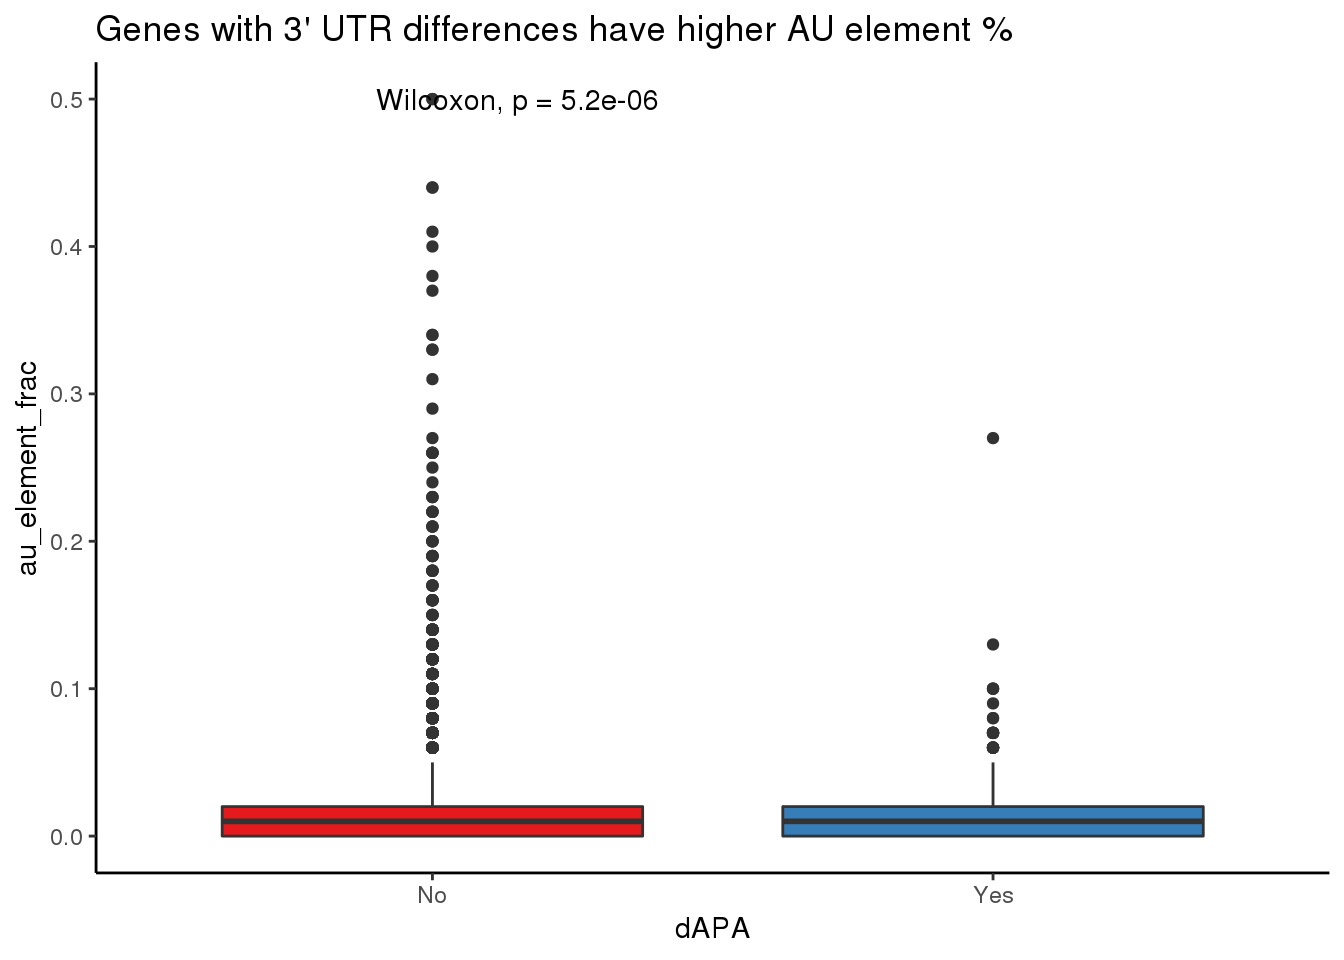 Genes with 3' UTR differences have higher AU element %
Wilcoxon, p = 5.2e-06
0.5
0.4
0.3
0.2
0.1
0.0
au_element_frac
No
Yes
dAPA